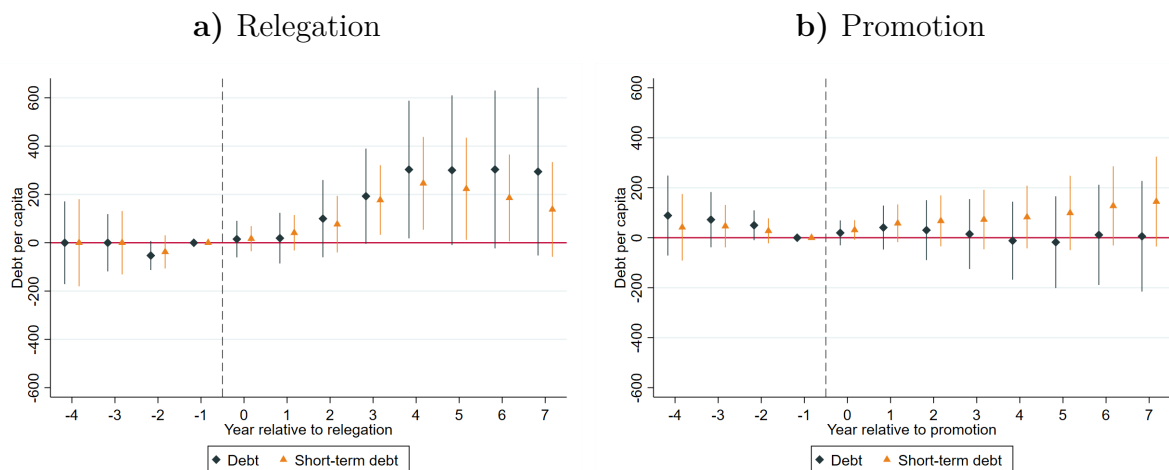 a) Relegation
600
400
200
0
-200
-400
-600
Debt per capita
-4 -3 -2 -1 0 1 2 3 4 5 6 7
Year relative to relegation
Debt Short-term debt
b) Promotion
600
400
200
0
-200
-400
-600
Debt per capita
-4 -3 -2 -1 0 1 2 3 4 5 6 7
Year relative to promotion
Debt Short-term debt